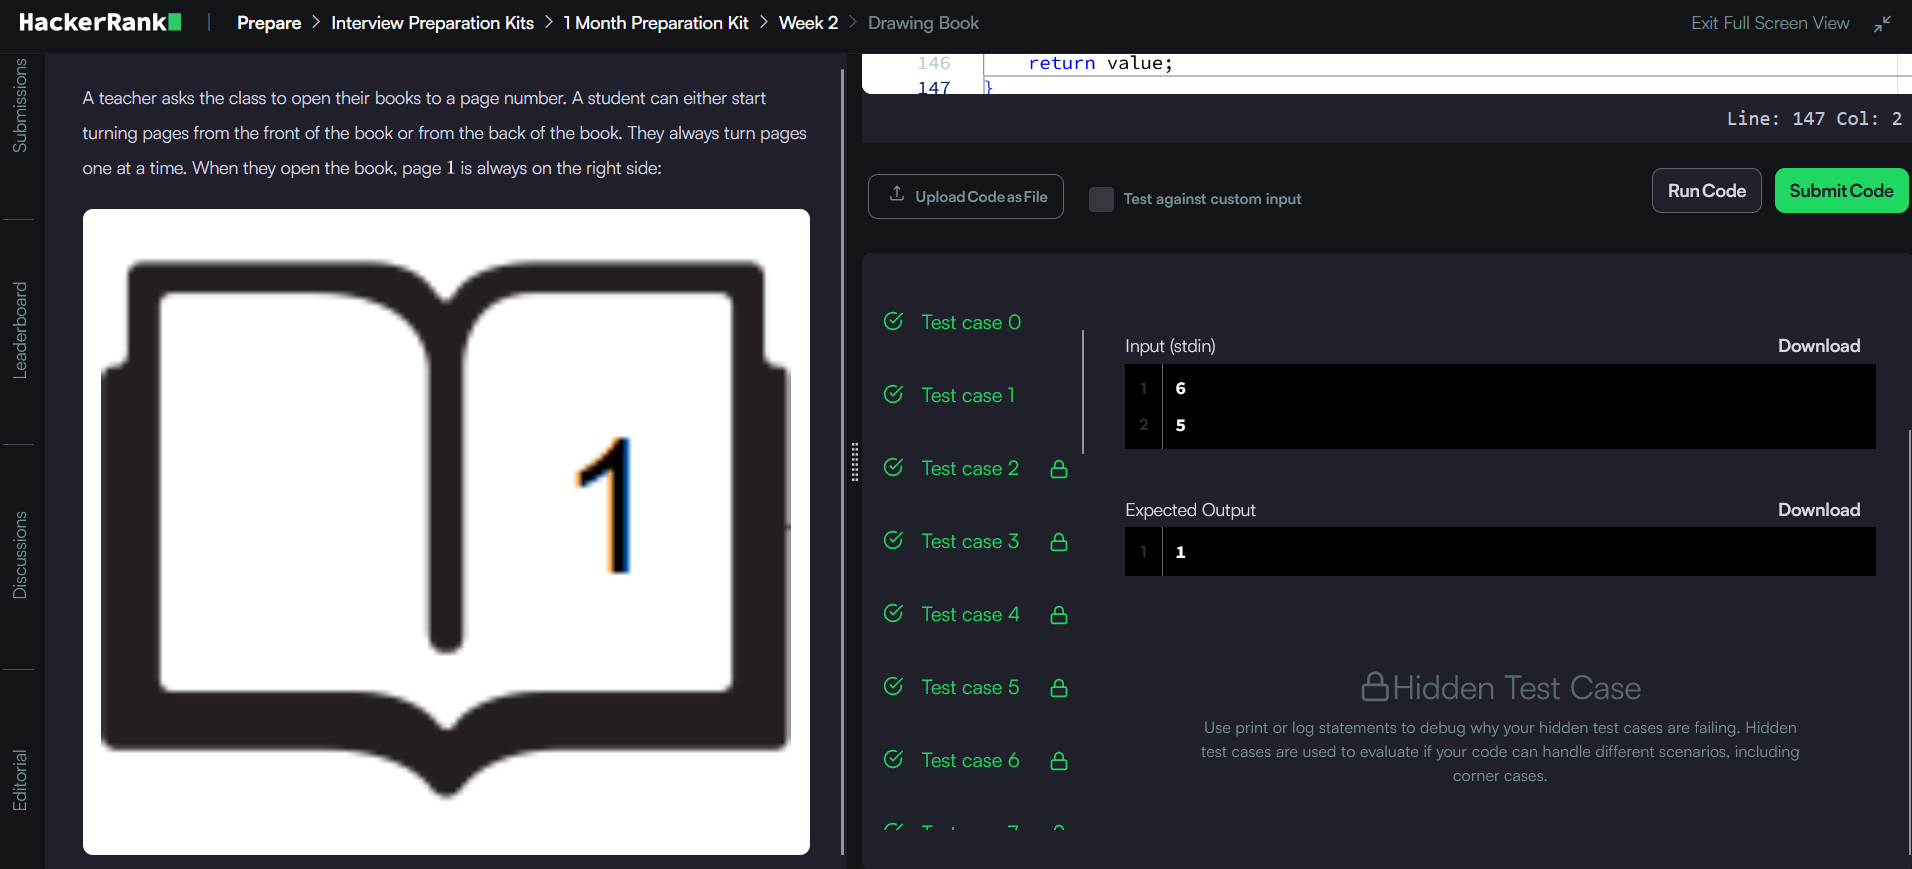 HackerRank
Prepare > Interview Preparation Kits > 1 Month Preparation Kit > Week 2 > Drawing Book
Exit Full Screen View
Submissions
Leaderboard
Discussions
Editorial
A teacher asks the class to open their books to a page number. A student can either start
turning pages from the front of the book or from the back of the book. They always turn pages
one at a time. When they open the book, page 1 is always on the right side:
1
146 return value;
147 }
Line: 147 Col: 2
Upload Code as File
Test against custom input
Run Code
Submit Code
Test case 0
Test case 1
Test case 2
Test case 3
Test case 4
Test case 5
Test case 6
Input (stdin)
Download
1 6
2 5
Expected Output
Download
1 1
Hidden Test Case
Use print or log statements to debug why your hidden test cases are failing. Hidden
test cases are used to evaluate if your code can handle different scenarios, including
corner cases.